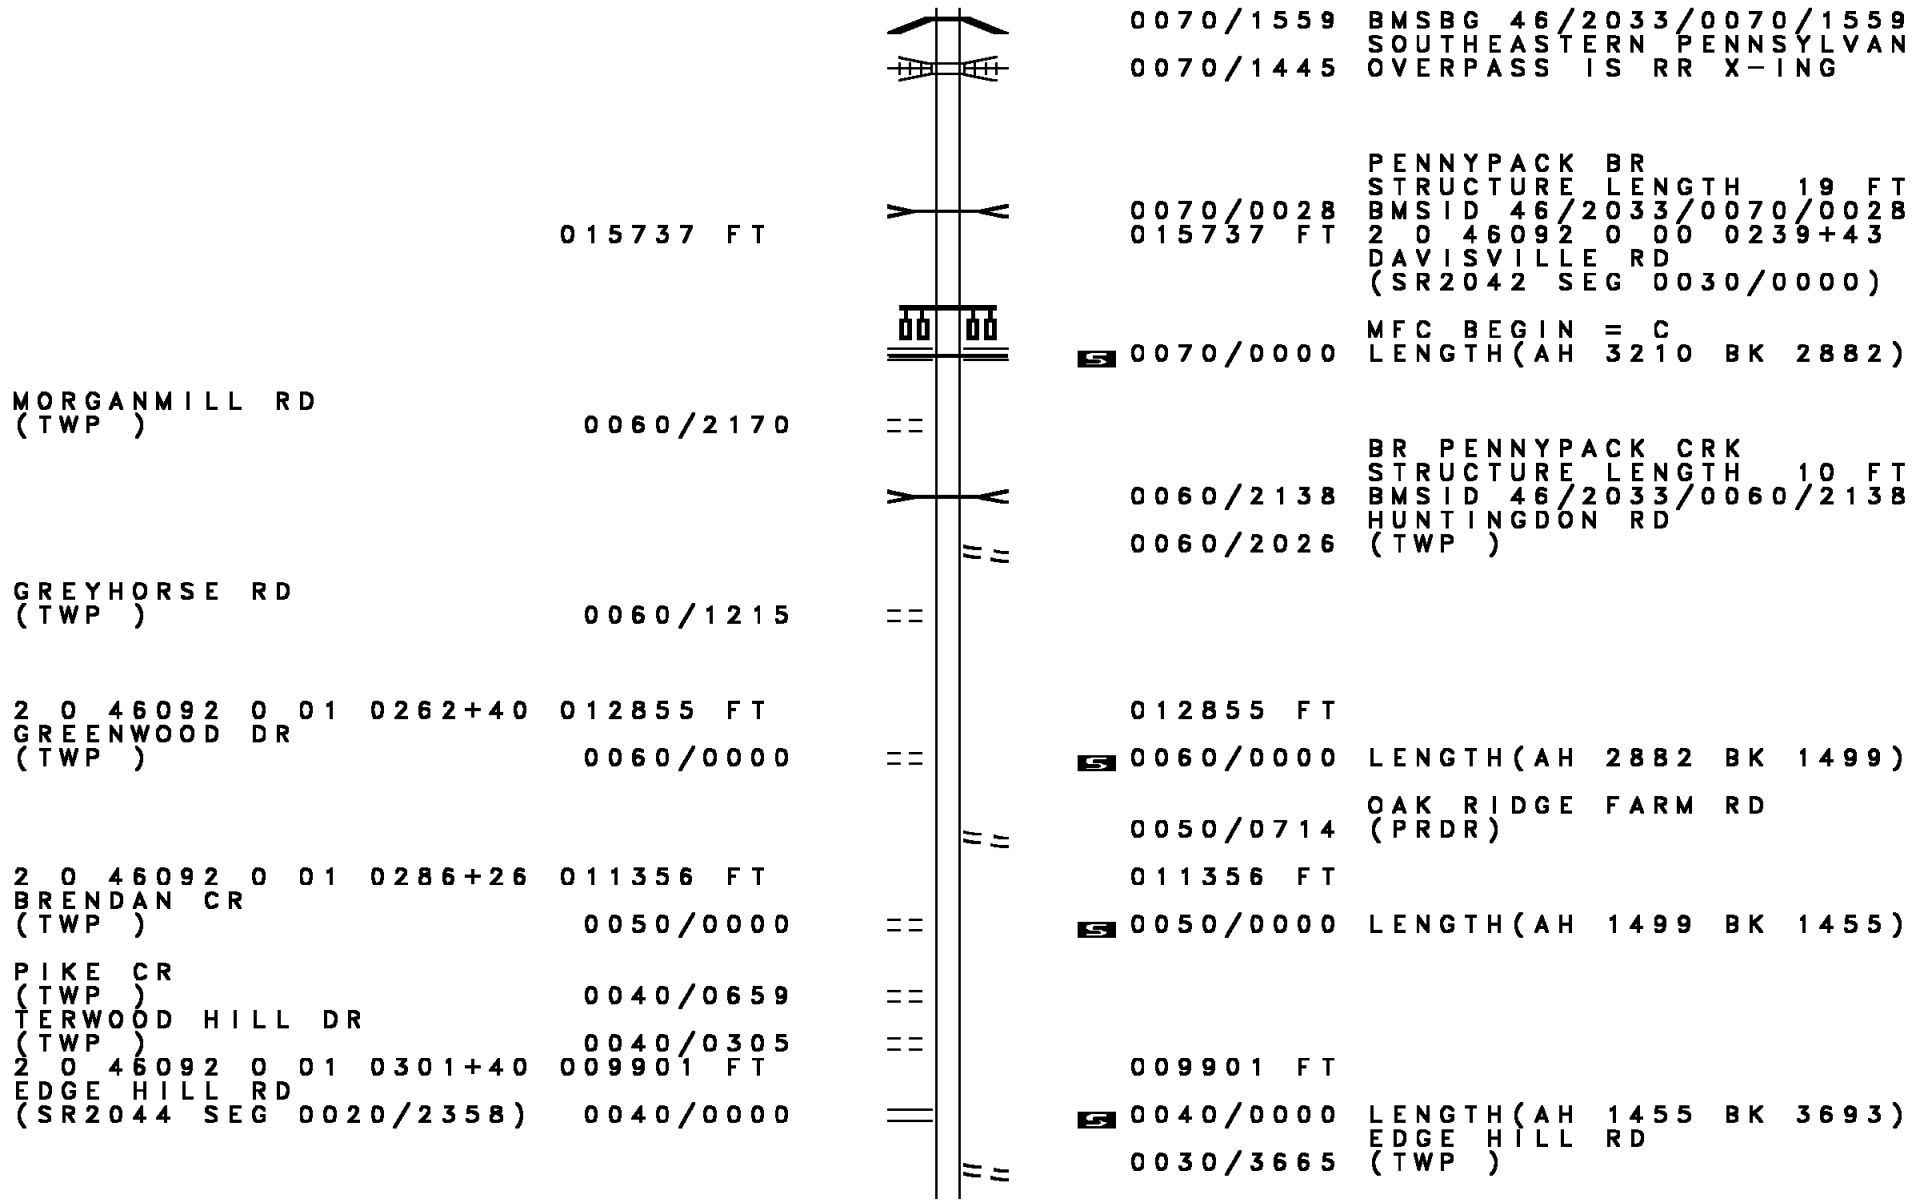 0070/1559 BMSBG 46/2033/0070/1559
SOUTHEASTERN PENNSYLVAN
0070/1445 OVERPASS IS RR X-ING
PENNYPACK BR
STRUCTURE LENGTH 19 FT
0070/0028 BMSID 46/2033/0070/0028
015737 FT 015737 FT 2 0 46092 0 00 0239+43
DAVISVILLE RD
(SR2042 SEG 0030/0000)
MFC BEGIN = C
S 0070/0000 LENGTH(AH 3210 BK 2882)
MORGANMILL RD
(TWP ) 0060/2170
BR PENNYPACK CRK
STRUCTURE LENGTH 10 FT
0060/2138 BMSID 46/2033/0060/2138
HUNTINGDON RD
0060/2026 (TWP )
GREYHORSE RD
(TWP ) 0060/1215
2 0 46092 0 01 0262+40 012855 FT 012855 FT
GREENWOOD DR
(TWP ) 0060/0000 S 0060/0000 LENGTH(AH 2882 BK 1499)
OAK RIDGE FARM RD
0050/0714 (PRDR)
2 0 46092 0 01 0286+26 011356 FT 011356 FT
BRENDAN CR
(TWP ) 0050/0000 S 0050/0000 LENGTH(AH 1499 BK 1455)
PIKE CR
(TWP ) 0040/0659
TERWOOD HILL DR
(TWP ) 0040/0305
2 0 46092 0 01 0301+40 009901 FT 009901 FT
EDGE HILL RD
(SR2044 SEG 0020/2358) 0040/0000 S 0040/0000 LENGTH(AH 1455 BK 3693)
EDGE HILL RD
0030/3665 (TWP )